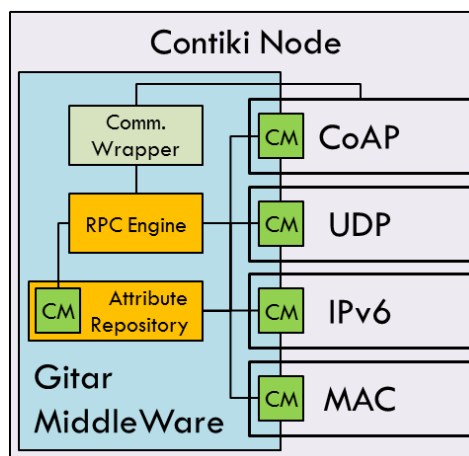 Contiki Node
Comm.
Wrapper
CM
CoAP
RPC Engine
CM
UDP
CM
Attribute
Repository
CM
IPv6
Gitar
MiddleWare
CM
MAC